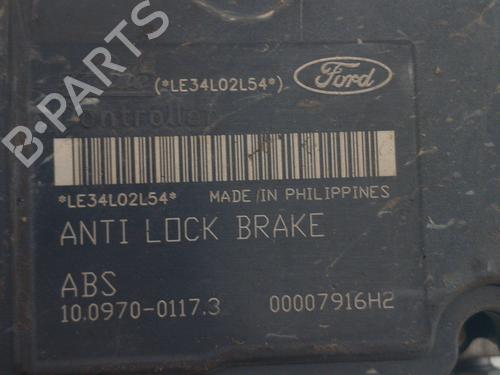 (*LE34L02L54*)
Ford
Controller
*LE34L02L54* MADE IN PHILIPPINES
ANTI LOCK BRAKE
ABS
10.0970-0117.3 00007916H2
B-PARTS